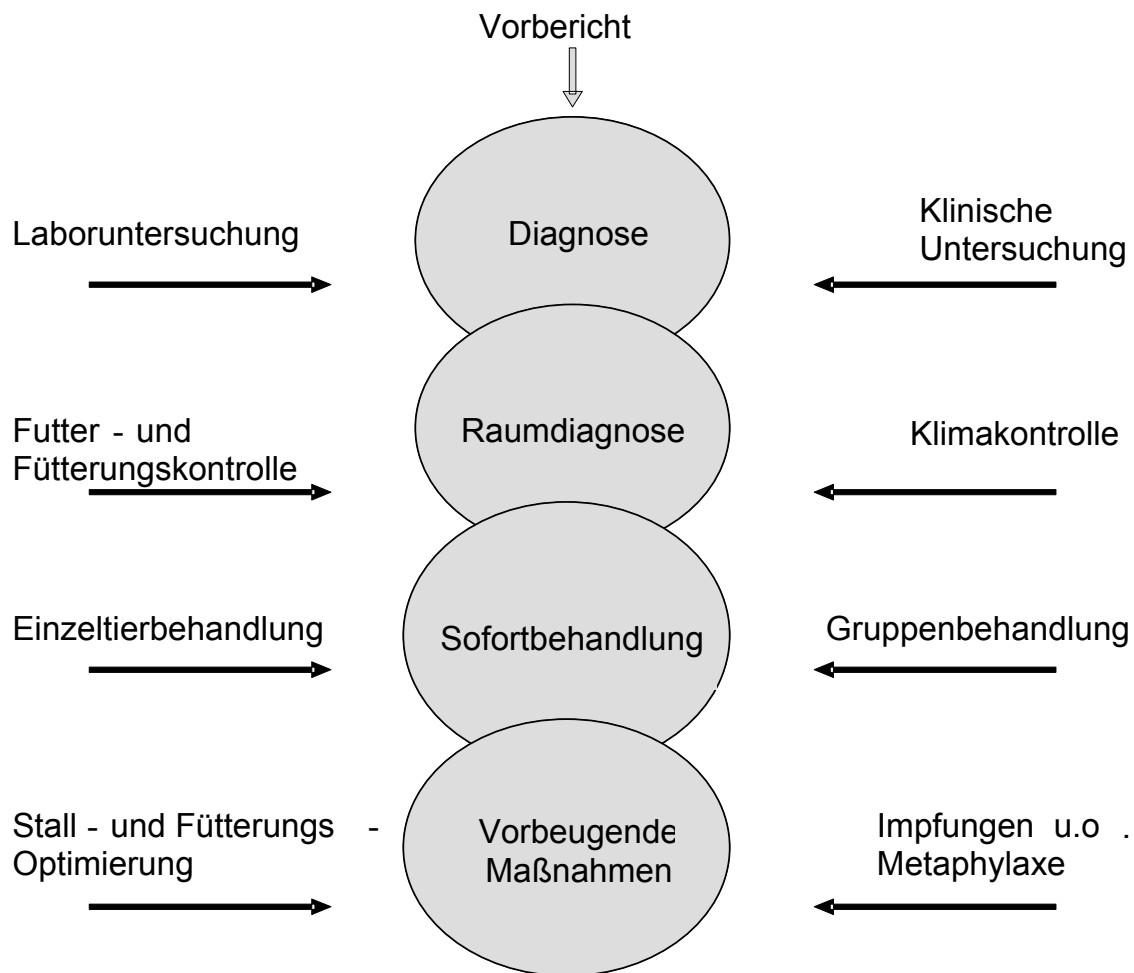 Vorbericht
Laboruntersuchung
Diagnose
Klinische
Untersuchung
Futter - und
Fütterungskontrolle
Raumdiagnose
Klimakontrolle
Einzeltierbehandlung
Sofortbehandlung
Gruppenbehandlung
Stall - und Fütterungs -
Optimierung
Vorbeugende
Maßnahmen
Impfungen u.o .
Metaphylaxe